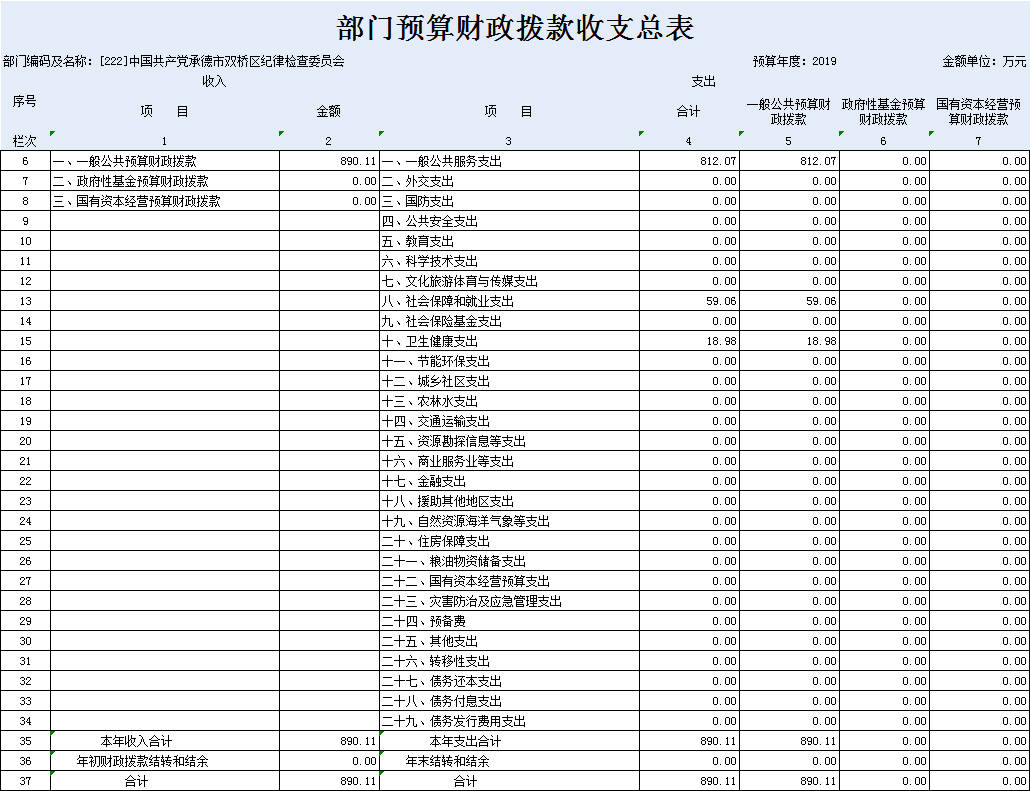 部门预算财政拨款收支总表
部门编码及名称：[222]中国共产党承德市双桥区纪律检查委员会 预算年度：2019 金额单位：万元
序号 收入 支出
项 目 金额 项 目 合计 一般公共预算财政拨款 政府性基金预算财政拨款 国有资本经营预算财政拨款
栏次 1 2 3 4 5 6 7
6 一、一般公共预算财政拨款 890.11 一、一般公共服务支出 812.07 812.07 0.00 0.00
7 二、政府性基金预算财政拨款 0.00 二、外交支出 0.00 0.00 0.00 0.00
8 三、国有资本经营预算财政拨款 0.00 三、国防支出 0.00 0.00 0.00 0.00
9 四、公共安全支出 0.00 0.00 0.00 0.00
10 五、教育支出 0.00 0.00 0.00 0.00
11 六、科学技术支出 0.00 0.00 0.00 0.00
12 七、文化旅游体育与传媒支出 0.00 0.00 0.00 0.00
13 八、社会保障和就业支出 59.06 59.06 0.00 0.00
14 九、社会保险基金支出 0.00 0.00 0.00 0.00
15 十、卫生健康支出 18.98 18.98 0.00 0.00
16 十一、节能环保支出 0.00 0.00 0.00 0.00
17 十二、城乡社区支出 0.00 0.00 0.00 0.00
18 十三、农林水支出 0.00 0.00 0.00 0.00
19 十四、交通运输支出 0.00 0.00 0.00 0.00
20 十五、资源勘探信息等支出 0.00 0.00 0.00 0.00
21 十六、商业服务业等支出 0.00 0.00 0.00 0.00
22 十七、金融支出 0.00 0.00 0.00 0.00
23 十八、援助其他地区支出 0.00 0.00 0.00 0.00
24 十九、自然资源海洋气象等支出 0.00 0.00 0.00 0.00
25 二十、住房保障支出 0.00 0.00 0.00 0.00
26 二十一、粮油物资储备支出 0.00 0.00 0.00 0.00
27 二十二、国有资本经营预算支出 0.00 0.00 0.00 0.00
28 二十三、灾害防治及应急管理支出 0.00 0.00 0.00 0.00
29 二十四、预备费 0.00 0.00 0.00 0.00
30 二十五、其他支出 0.00 0.00 0.00 0.00
31 二十六、转移性支出 0.00 0.00 0.00 0.00
32 二十七、债务还本支出 0.00 0.00 0.00 0.00
33 二十八、债务付息支出 0.00 0.00 0.00 0.00
34 二十九、债务发行费用支出 0.00 0.00 0.00 0.00
35 本年收入合计 890.11 本年支出合计 890.11 890.11 0.00 0.00
36 年初财政拨款结转和结余 0.00 年末结转和结余 0.00 0.00 0.00 0.00
37 合计 890.11 合计 890.11 890.11 0.00 0.00